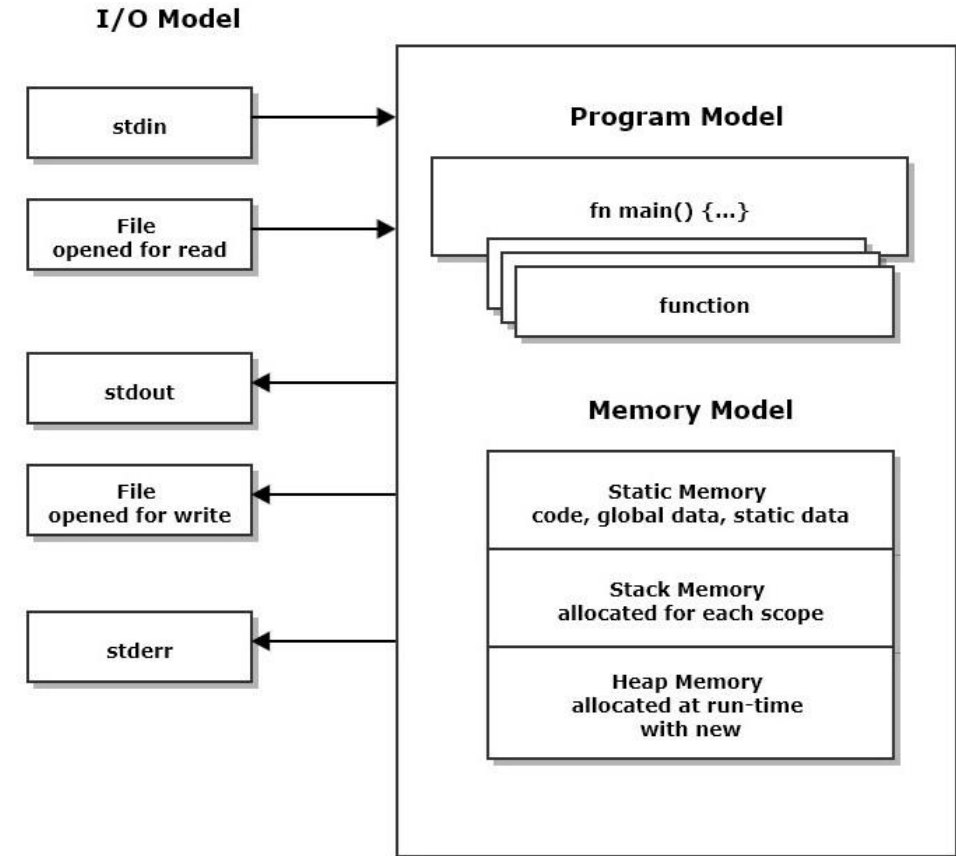 I/O Model
stdin
File
opened for read
stdout
File
opened for write
stderr
Program Model
fn main() {...}
function
Memory Model
Static Memory
code, global data, static data
Stack Memory
allocated for each scope
Heap Memory
allocated at run-time
with new